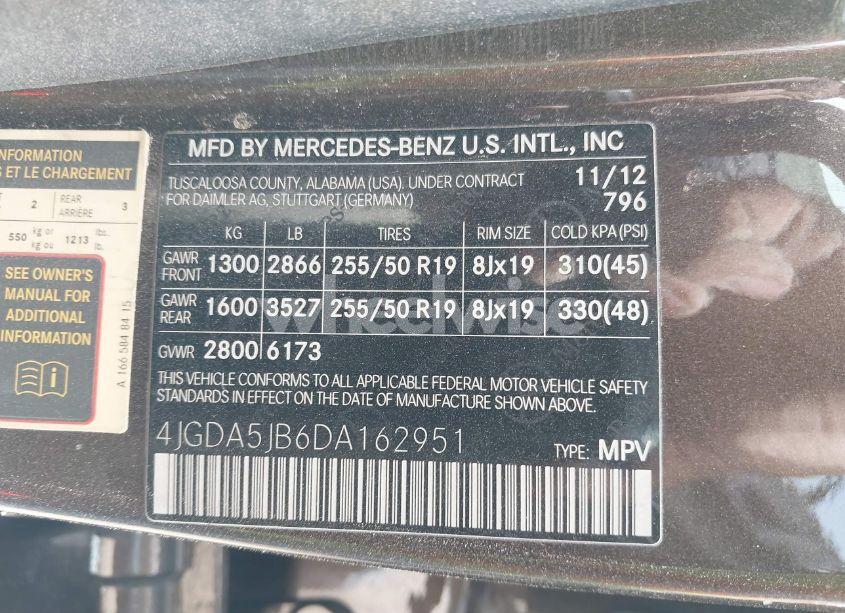 NFORMATION
S ET LE CHARGEMENT
2 REAR ARRIÈRE 3
550 kg or kg ou 1213 lbs. lb.
SEE OWNER'S
MANUAL FOR
ADDITIONAL
INFORMATION
A 166 584 84 15
MFD BY MERCEDES-BENZ U.S. INTL., INC
TUSCALOOSA COUNTY, ALABAMA (USA). UNDER CONTRACT 11/12
FOR DAIMLER AG, STUTTGART (GERMANY) 796
KG LB TIRES RIM SIZE COLD KPA(PSI)
GAWR FRONT 1300 2866 255/50 R19 8Jx19 310(45)
GAWR REAR 1600 3527 255/50 R19 8Jx19 330(48)
GVWR 2800 6173
THIS VEHICLE CONFORMS TO ALL APPLICABLE FEDERAL MOTOR VEHICLE SAFETY
STANDARDS IN EFFECT ON THE DATE OF MANUFACTURE SHOWN ABOVE.
4JGDA5JB6DA162951 TYPE: MPV
wheelwise